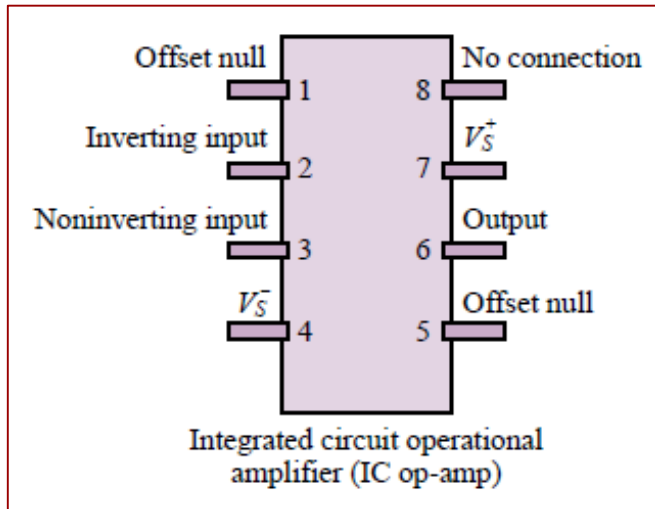 Offset null
1
8
No connection
Inverting input
2
7
V_S^+
Noninverting input
3
6
Output
V_S^-
4
5
Offset null
Integrated circuit operational
amplifier (IC op-amp)